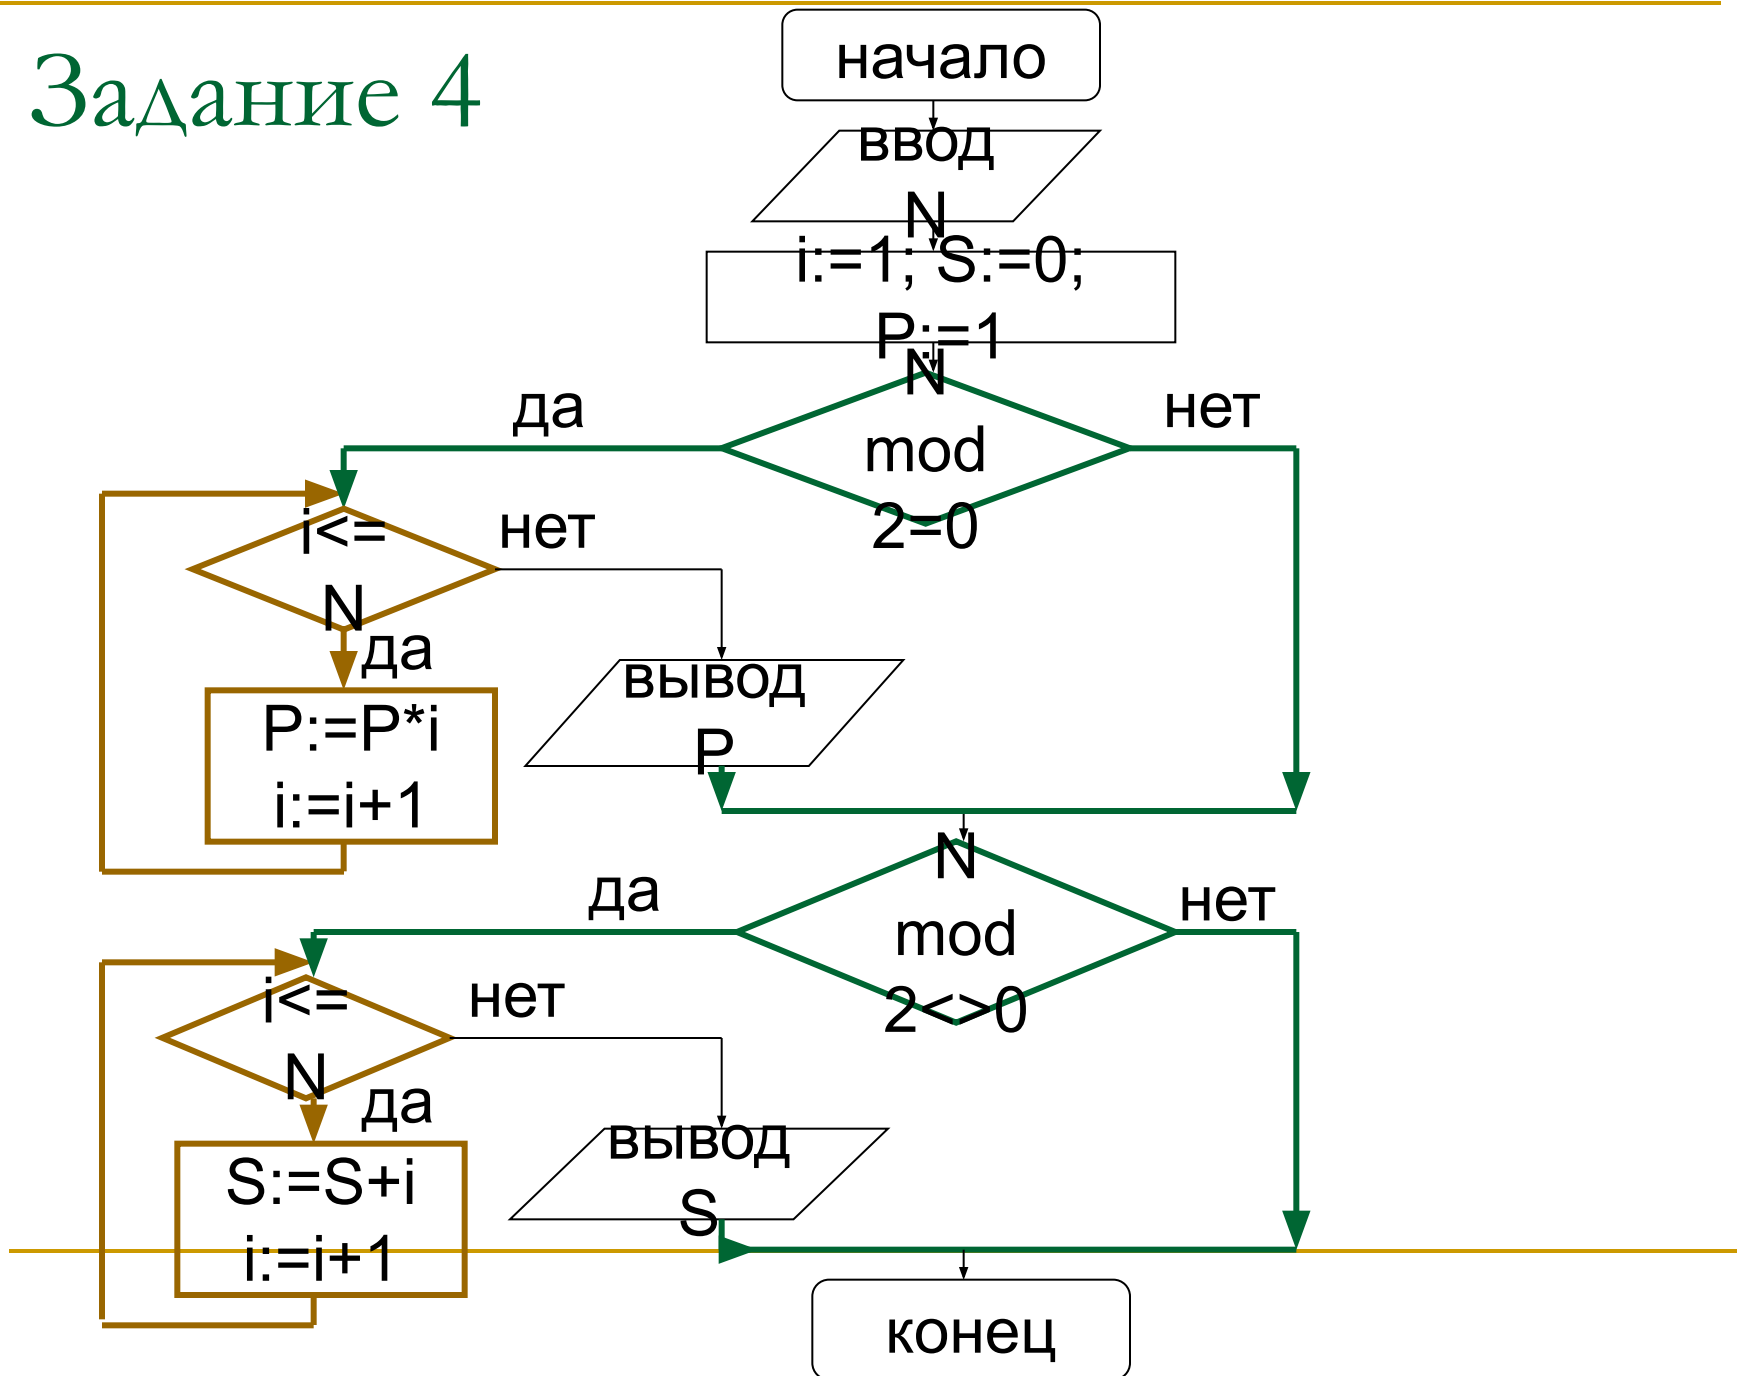 Задание 4
начало
ввод
N
i:=1; S:=0;
P:=1
N
mod
2=0
да
нет
i<=
N
нет
да
P:=P*i
i:=i+1
вывод
P
N
mod
2<>0
да
нет
i<=
N
нет
да
S:=S+i
i:=i+1
вывод
S
конец